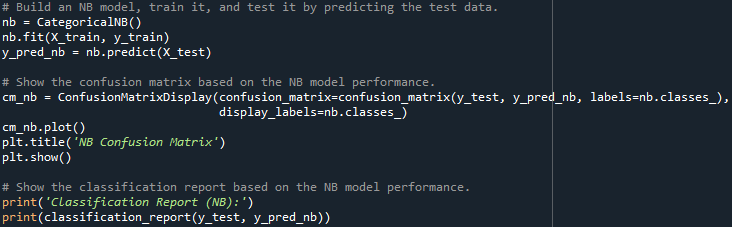 # Build an NB model, train it, and test it by predicting the test data.
nb = CategoricalNB()
nb.fit(X_train, y_train)
y_pred_nb = nb.predict(X_test)
# Show the confusion matrix based on the NB model performance.
cm_nb = ConfusionMatrixDisplay(confusion_matrix=confusion_matrix(y_test, y_pred_nb, labels=nb.classes_),
display_labels=nb.classes_)
cm_nb.plot()
plt.title('NB Confusion Matrix')
plt.show()
# Show the classification report based on the NB model performance.
print('Classification Report (NB):')
print(classification_report(y_test, y_pred_nb))